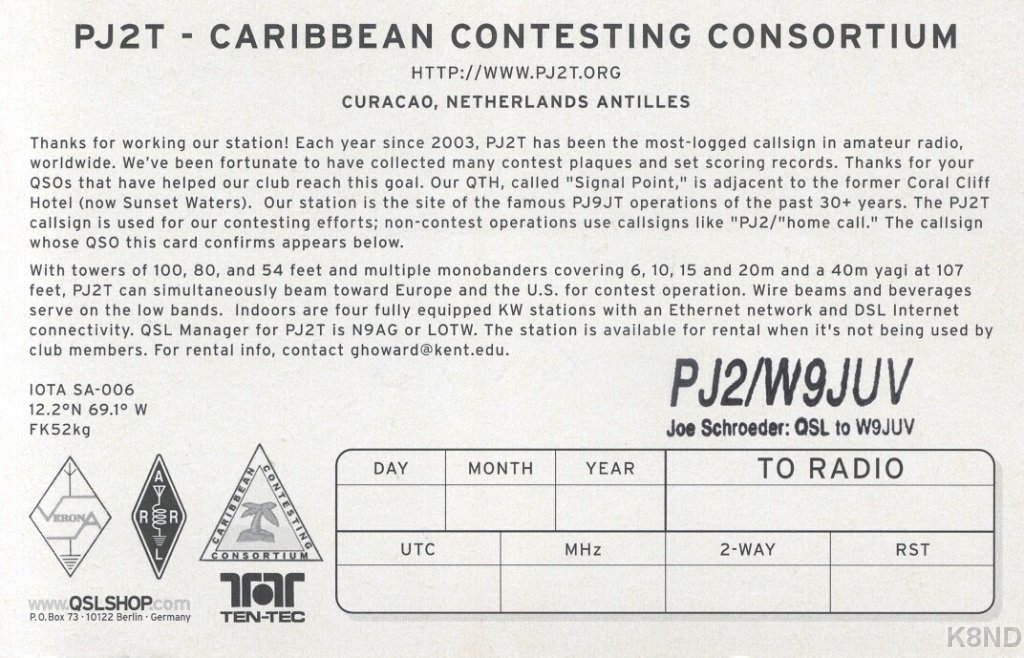 PJ2T - CARIBBEAN CONTESTING CONSORTIUM
HTTP://WWW.PJ2T.ORG
CURACAO, NETHERLANDS ANTILLES
Thanks for working our station! Each year since 2003, PJ2T has been the most-logged callsign in amateur radio,
worldwide. We've been fortunate to have collected many contest plaques and set scoring records. Thanks for your
QSOs that have helped our club reach this goal. Our QTH, called "Signal Point," is adjacent to the former Coral Cliff
Hotel (now Sunset Waters). Our station is the site of the famous PJ9JT operations of the past 30+ years. The PJ2T
callsign is used for our contesting efforts; non-contest operations use callsigns like "PJ2/"home call." The callsign
whose QSO this card confirms appears below.
With towers of 100, 80, and 54 feet and multiple monobanders covering 6, 10, 15 and 20m and a 40m yagi at 107
feet, PJ2T can simultaneously beam toward Europe and the U.S. for contest operation. Wire beams and beverages
serve on the low bands. Indoors are four fully equipped KW stations with an Ethernet network and DSL Internet
connectivity. QSL Manager for PJ2T is N9AG or LOTW. The station is available for rental when it's not being used by
club members. For rental info, contact ghoward@kent.edu.
PJ2/W9JUV
Joe Schroeder: QSL to W9JUV
IOTA SA-006
12.2°N 69.1° W
FK52kg
VERONA
A R R L
CARIBBEAN CONTESTING CONSORTIUM
TEN-TEC
www.QSLSHOP.com
P.O.Box 73 · 10122 Berlin · Germany
DAY MONTH YEAR TO RADIO
UTC MHz 2-WAY RST
K8ND